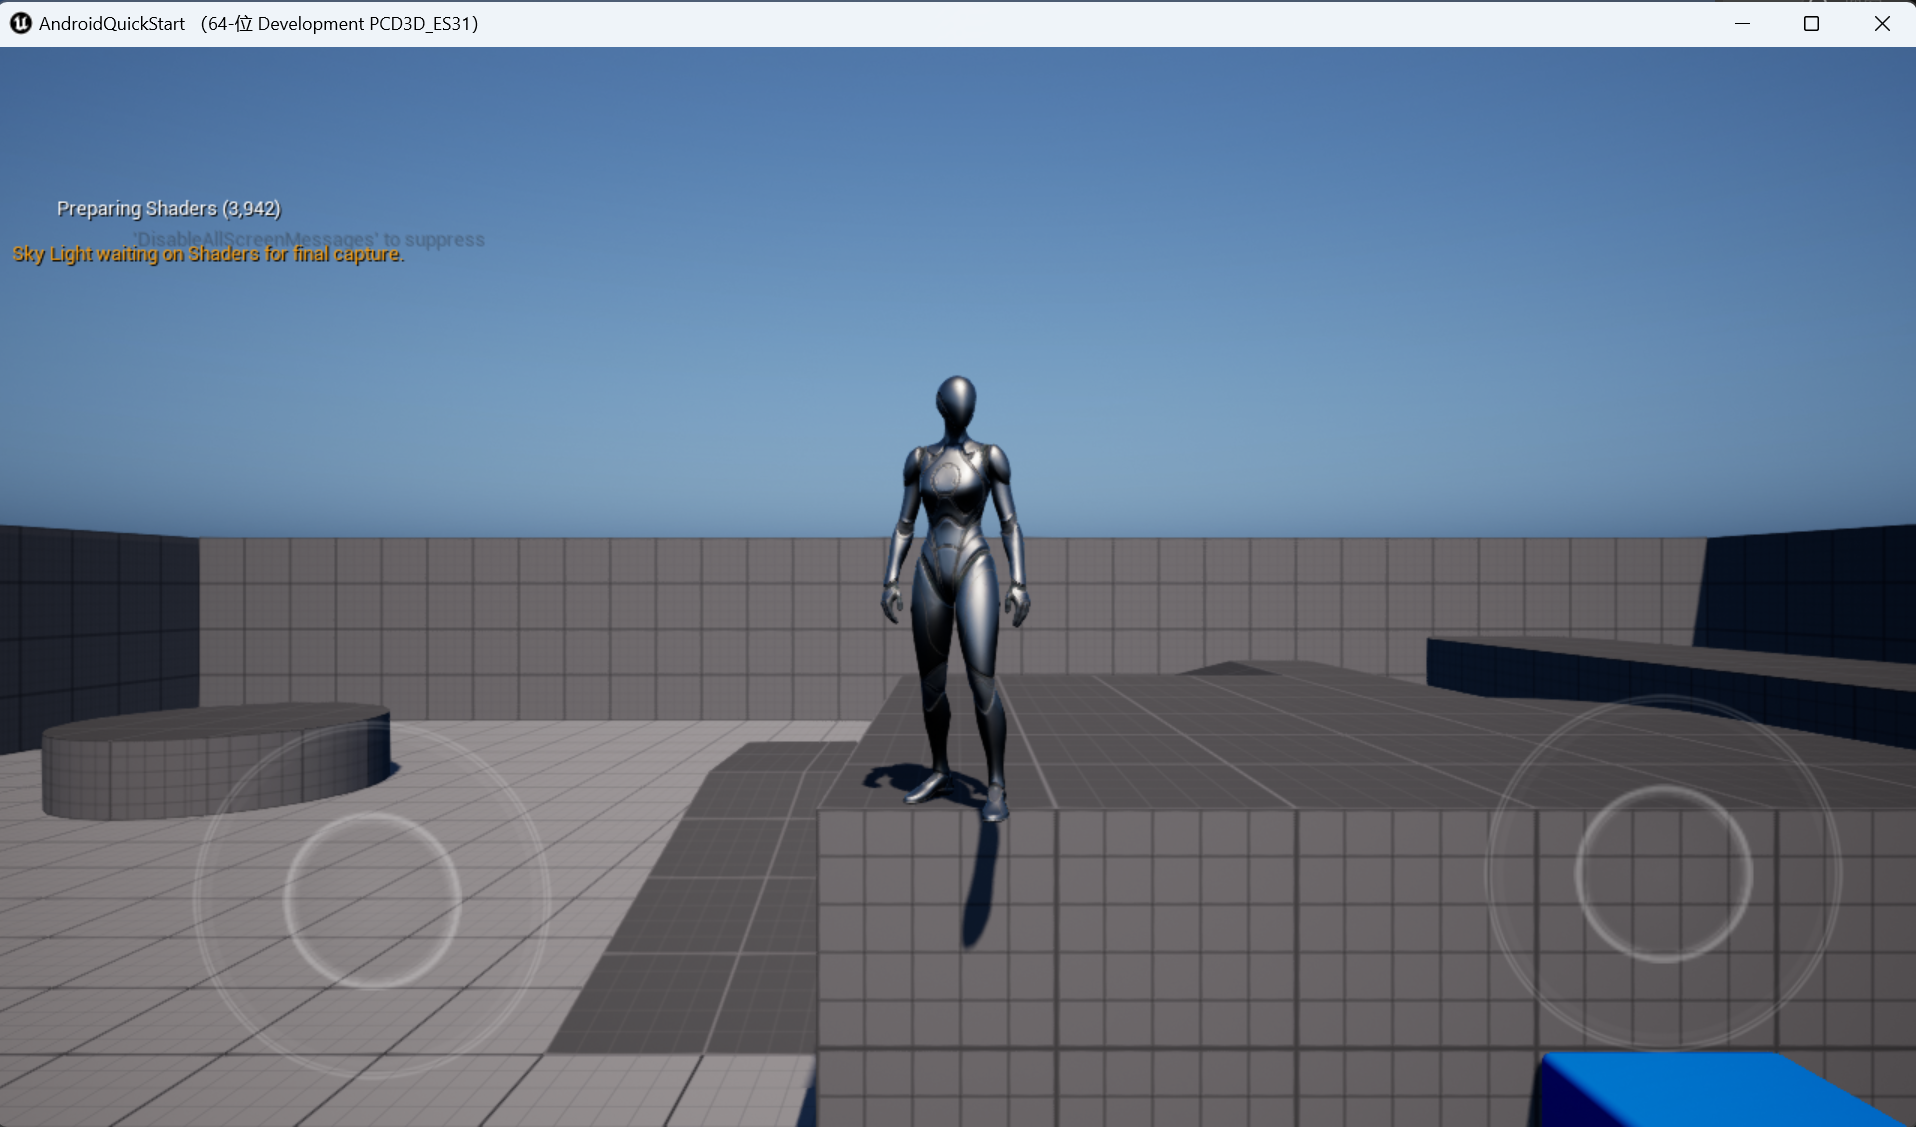 AndroidQuickStart （64-位 Development PCD3D_ES31）
Preparing Shaders (3,942)
'DisableAllScreenMessages' to suppress
Sky Light waiting on Shaders for final capture.